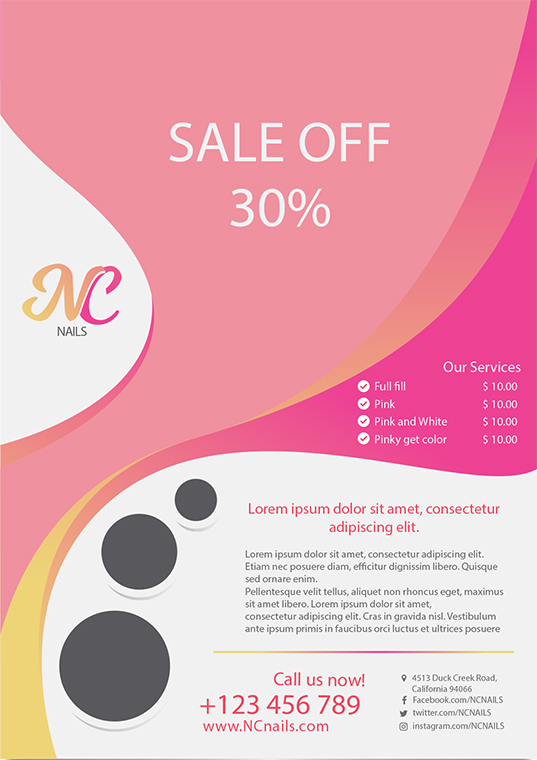 SALE OFF
30%
NC
NAILS
Our Services
Full fill $ 10.00
Pink $ 10.00
Pink and White $ 10.00
Pinky get color $ 10.00
Lorem ipsum dolor sit amet, consectetur
adipiscing elit.
Lorem ipsum dolor sit amet, consectetur adipiscing elit.
Etiam nec ipsum diam, efficitur dignissim libero. Quisque
sed ornare enim.
Pellentesque velit tellus, aliquet non rhoncus eget, maximus
sit amet libero. Lorem ipsum dolor sit amet,
consectetur adipiscing elit. Cras in gravida nisl. Vestibulum
ante ipsum primis in faucibus orci luctus et ultrices posuere
Call us now!
+123 456 789
www.NCnails.com
4513 Duck Creek Road,
California 94066
Facebook.com/NCNAILS
twitter.com/NCNAILS
instagram.com/NCNAILS